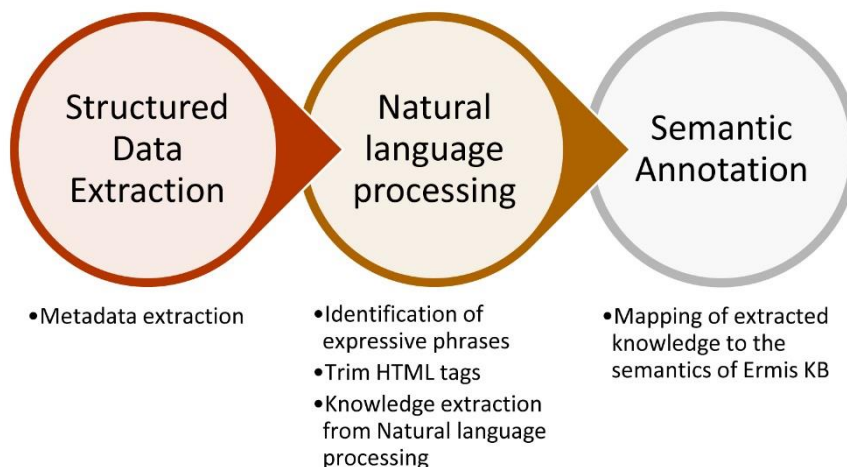 Structured
Data
Extraction
Natural
language
processing
Semantic
Annotation
•Metadata extraction
•Identification of
expressive phrases
•Trim HTML tags
•Knowledge extraction
from Natural language
processing
•Mapping of extracted
knowledge to the
semantics of Ermis KB